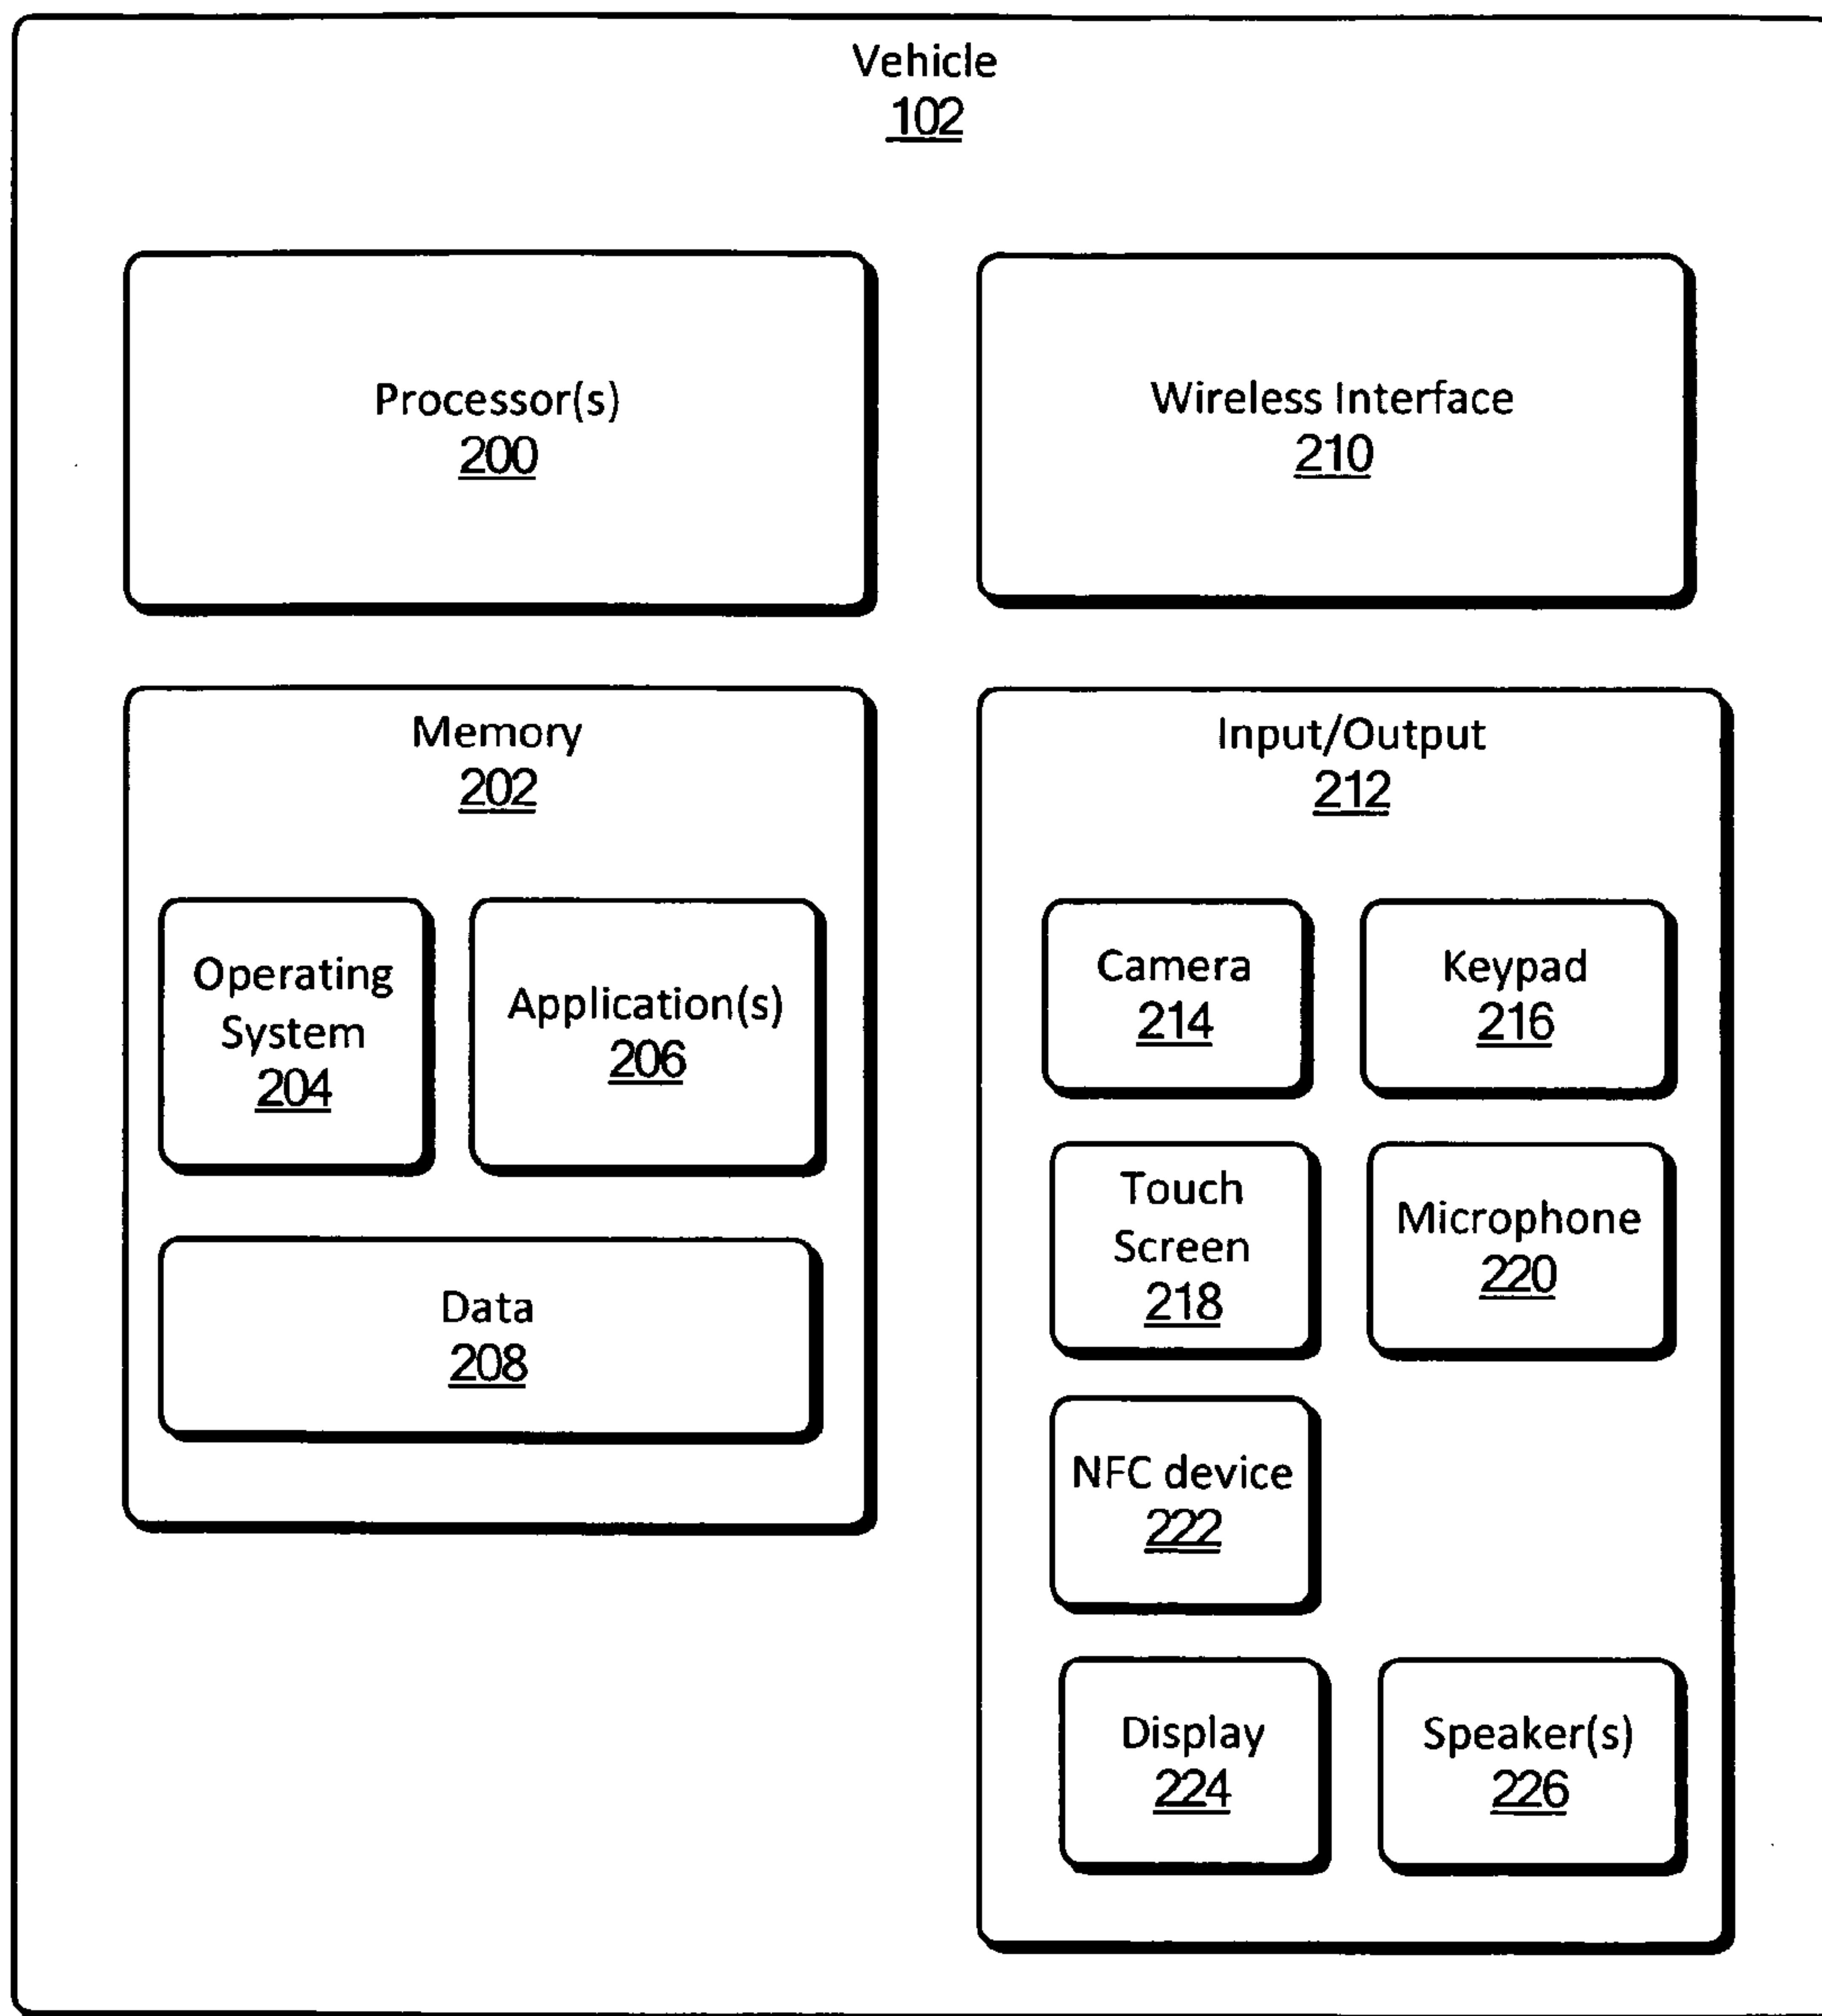 Vehicle
102
Processor(s)
200
Wireless Interface
210
Memory
202
Operating
System
204
Application(s)
206
Data
208
Input/Output
212
Camera
214
Keypad
216
Touch
Screen
218
Microphone
220
NFC device
222
Display
224
Speaker(s)
226